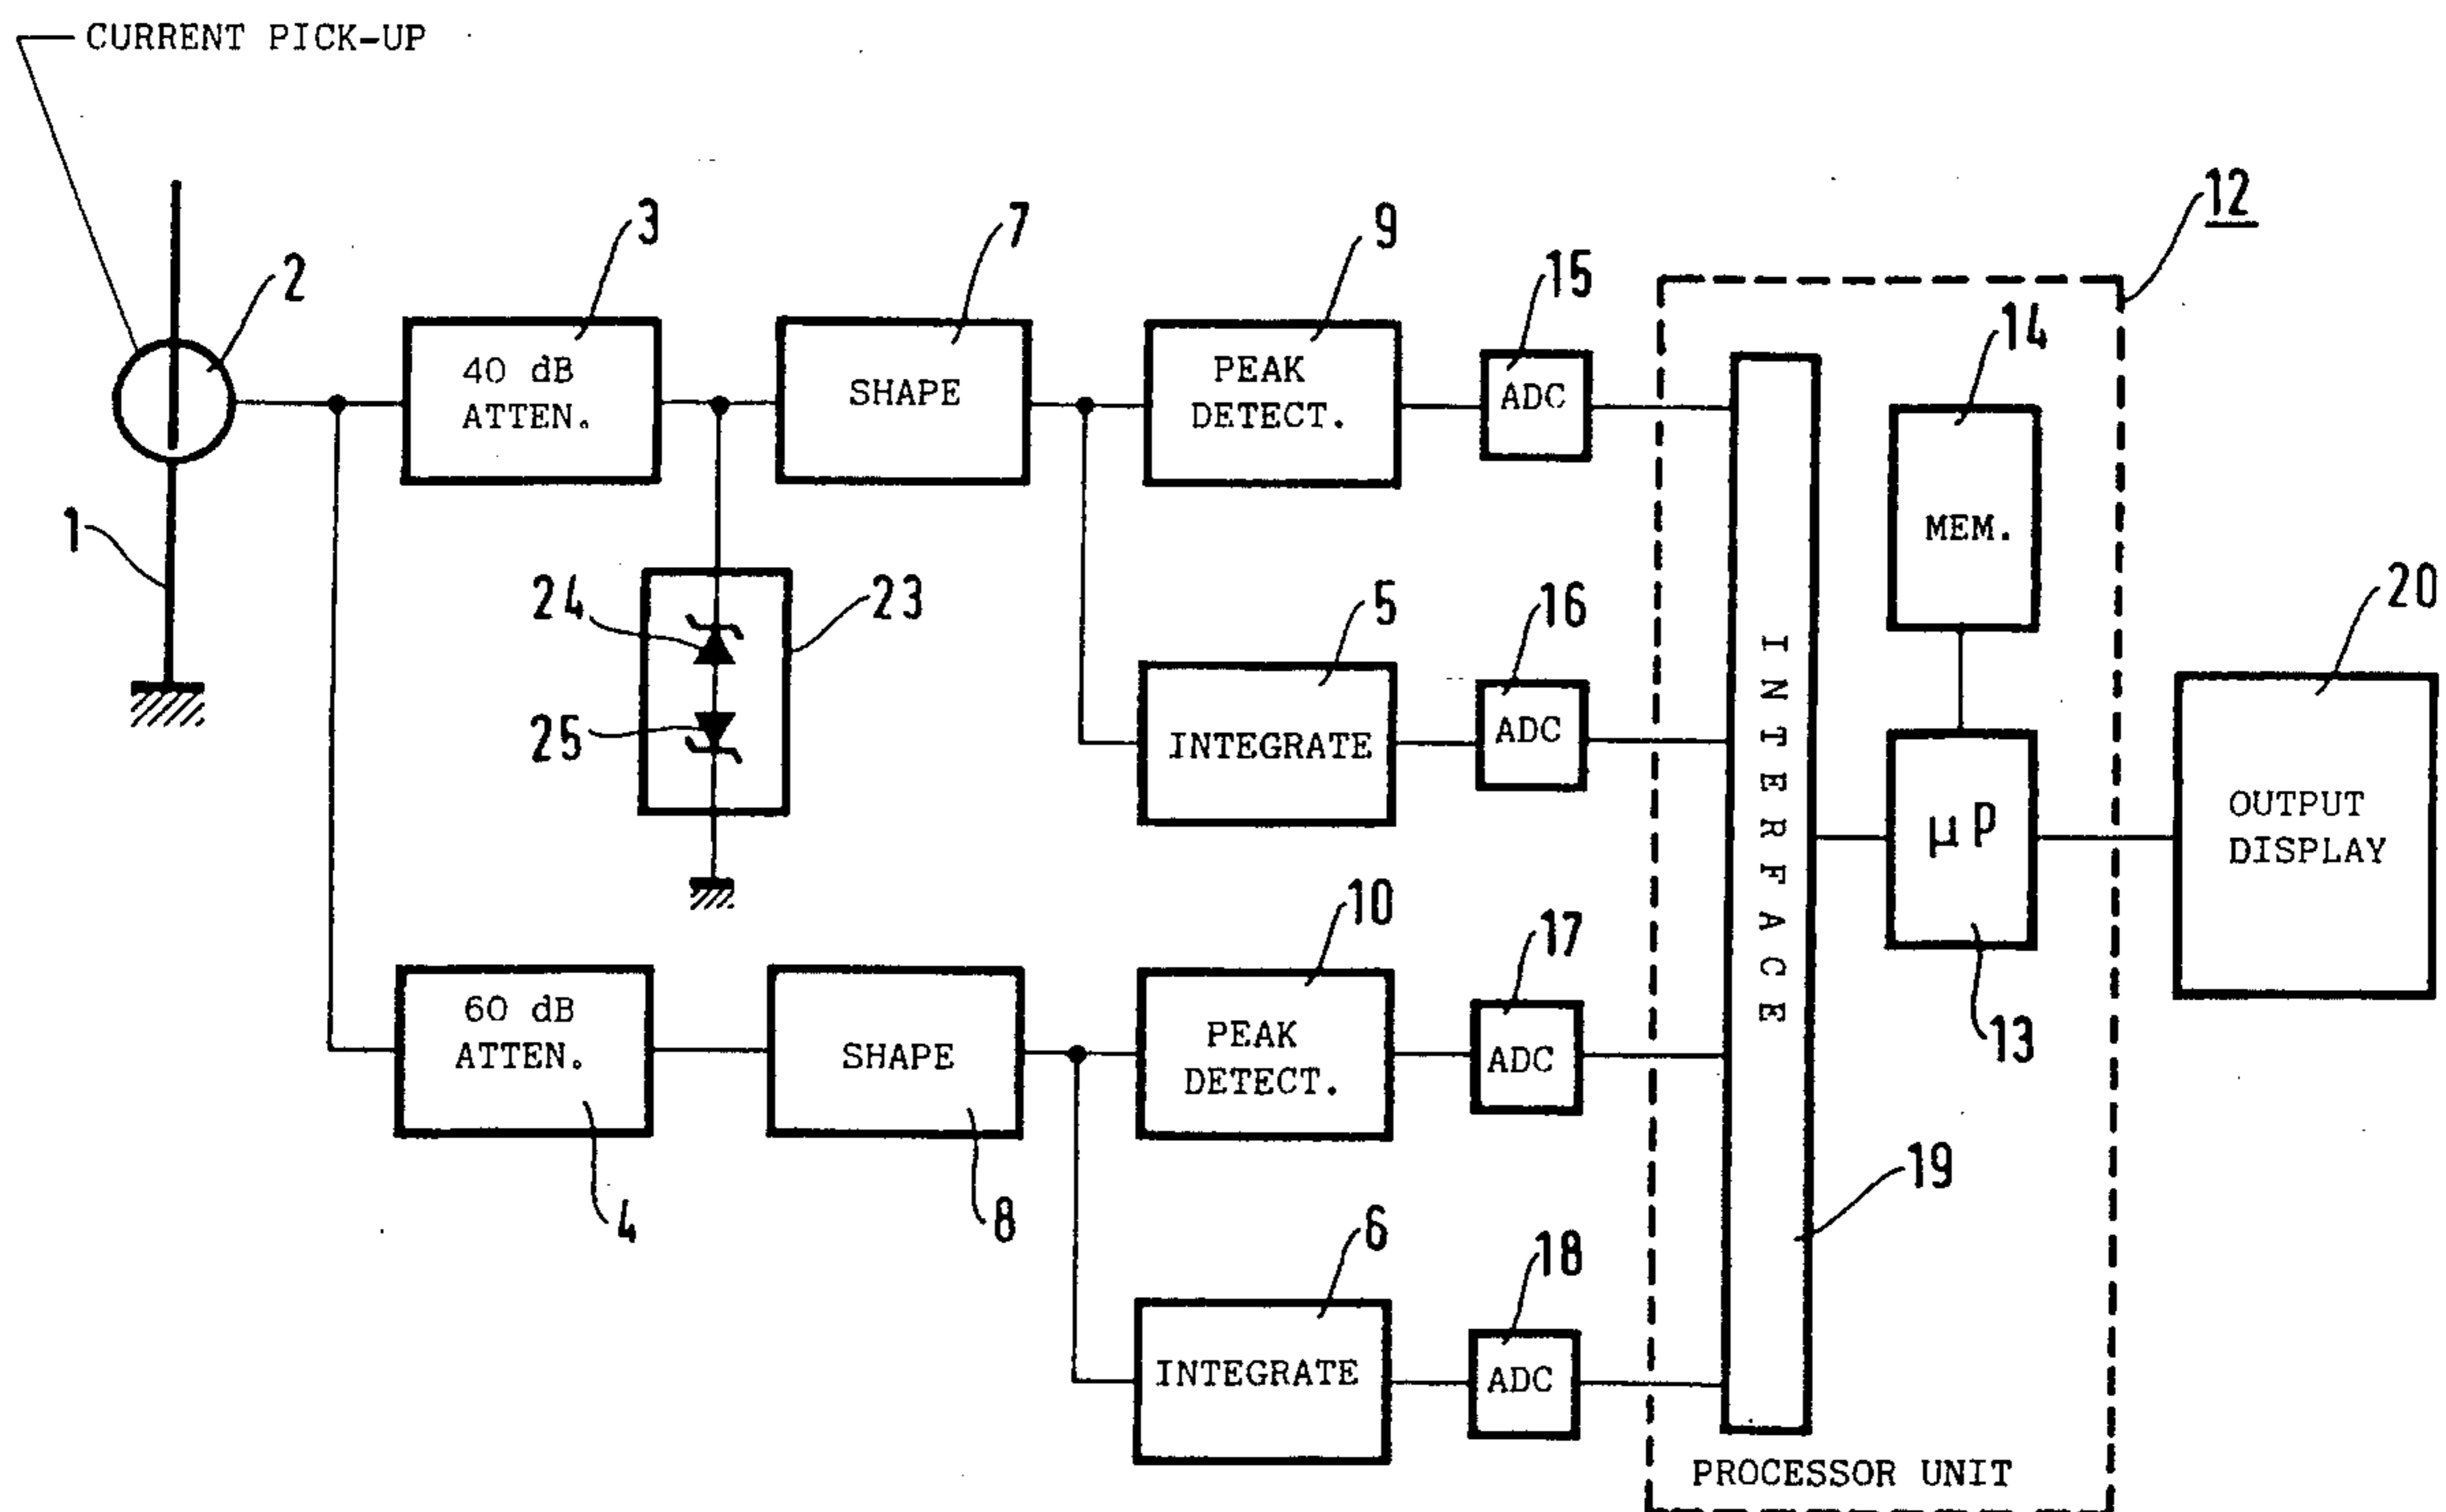 CURRENT PICK-UP
12
3
7
9
15
2
14
40 dB
ATTEN.
SHAPE
PEAK
DETECT.
ADC
1
MEM.
24
23
5
16
20
25
INTEGRATE
ADC
INTERFACE
µP
OUTPUT
DISPLAY
10
17
13
60 dB
ATTEN.
SHAPE
PEAK
DETECT.
ADC
4
8
19
6
18
INTEGRATE
ADC
PROCESSOR UNIT